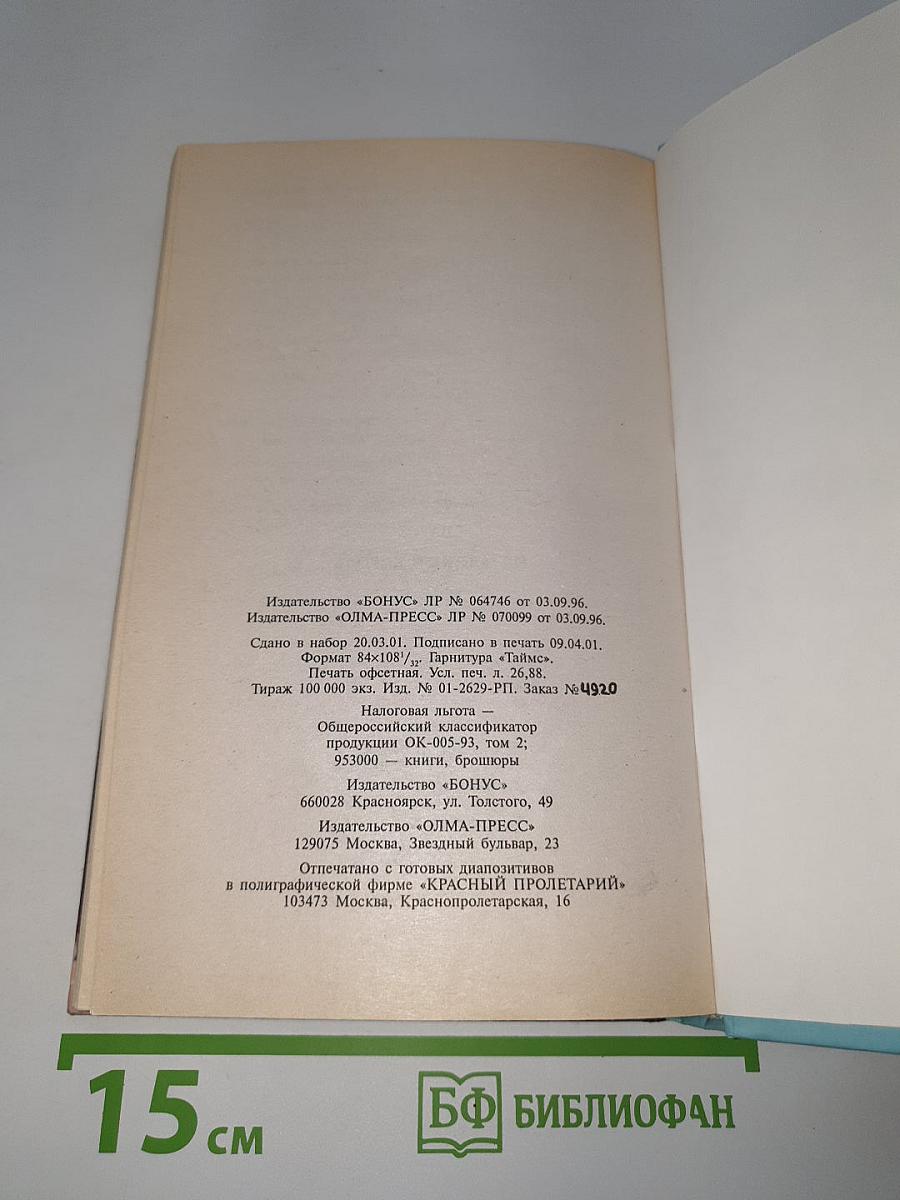 Издательство «БОНУС» ЛР № 064746 от 03.09.96.
Издательство «ОЛМА-ПРЕСС» ЛР № 070099 от 03.09.96.
Сдано в набор 20.03.01. Подписано в печать 09.04.01.
Формат 84×108¹/₃₂. Гарнитура «Таймс».
Печать офсетная. Усл. печ. л. 26,88.
Тираж 100 000 экз. Изд. № 01-2629-РП. Заказ №4920
Налоговая льгота —
Общероссийский классификатор
продукции ОК-005-93, том 2;
953000 — книги, брошюры
Издательство «БОНУС»
660028 Красноярск, ул. Толстого, 49
Издательство «ОЛМА-ПРЕСС»
129075 Москва, Звездный бульвар, 23
Отпечатано с готовых диапозитивов
в полиграфической фирме «КРАСНЫЙ ПРОЛЕТАРИЙ»
103473 Москва, Краснопролетарская, 16
15 см
БФ БИБЛИОФАН